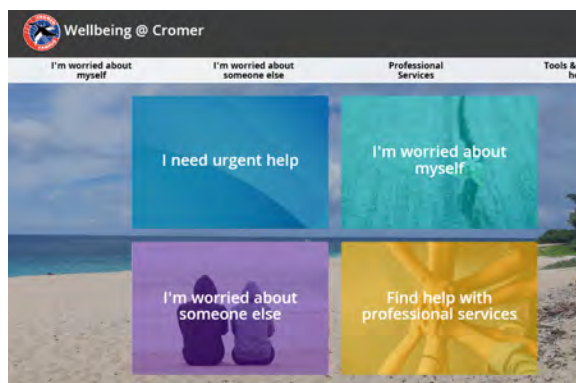 CROMER
Wellbeing @ Cromer
I'm worried about
myself
I'm worried about
someone else
Professional
Services
Tools &
I need urgent help
I'm worried about
myself
I'm worried about
someone else
Find help with
professional services